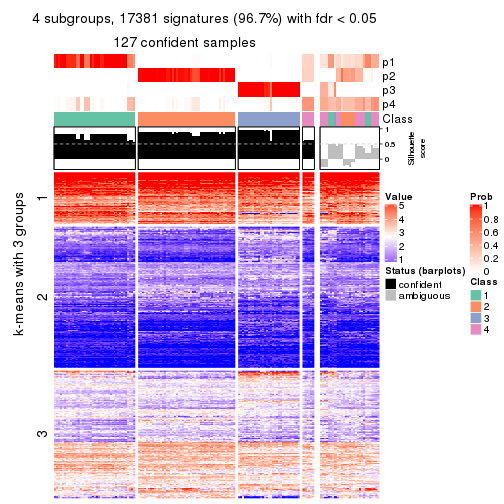 4 subgroups, 17381 signatures (96.7%) with fdr < 0.05
127 confident samples
p1
p2
p3
p4
Class
1
0.5
0
Silhouette
score
k-means with 3 groups
1
2
3
Value
5
4
3
2
1
Status (barplots)
confident
ambiguous
Prob
1
0.8
0.6
0.4
0.2
0
Class
1
2
3
4